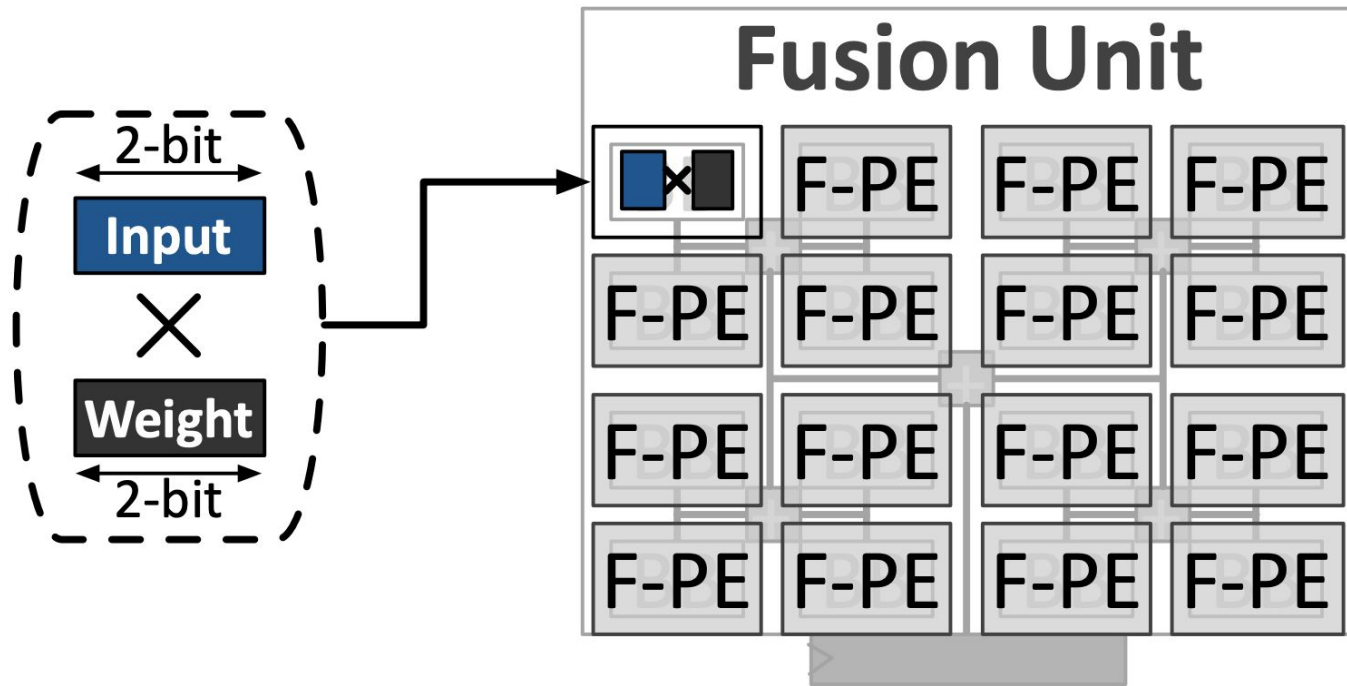 Fusion Unit
2-bit
Input
×
Weight
2-bit
× F-PE F-PE F-PE
F-PE F-PE F-PE F-PE
F-PE F-PE F-PE F-PE
F-PE F-PE F-PE F-PE